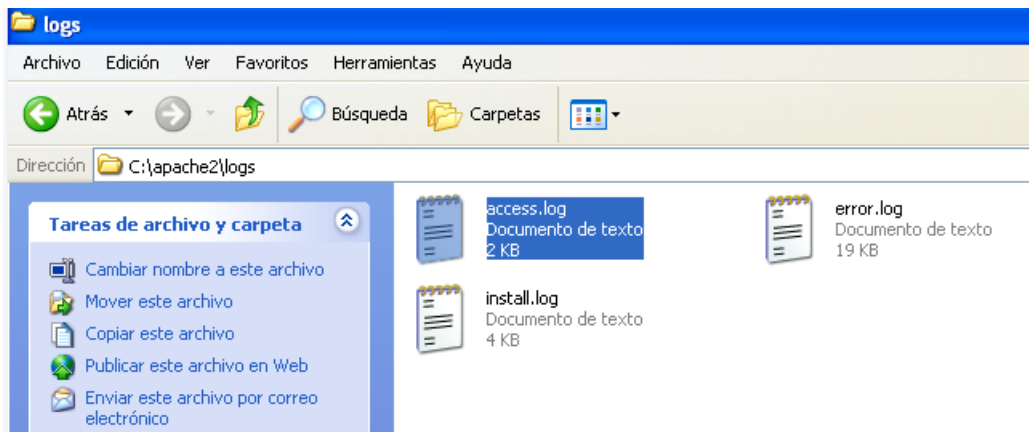 logs
Archivo Edición Ver Favoritos Herramientas Ayuda
Atrás Búsqueda Carpetas
Dirección C:\apache2\logs
Tareas de archivo y carpeta
Cambiar nombre a este archivo
Mover este archivo
Copiar este archivo
Publicar este archivo en Web
Enviar este archivo por correo
electrónico
access.log
Documento de texto
2 KB
error.log
Documento de texto
19 KB
install.log
Documento de texto
4 KB